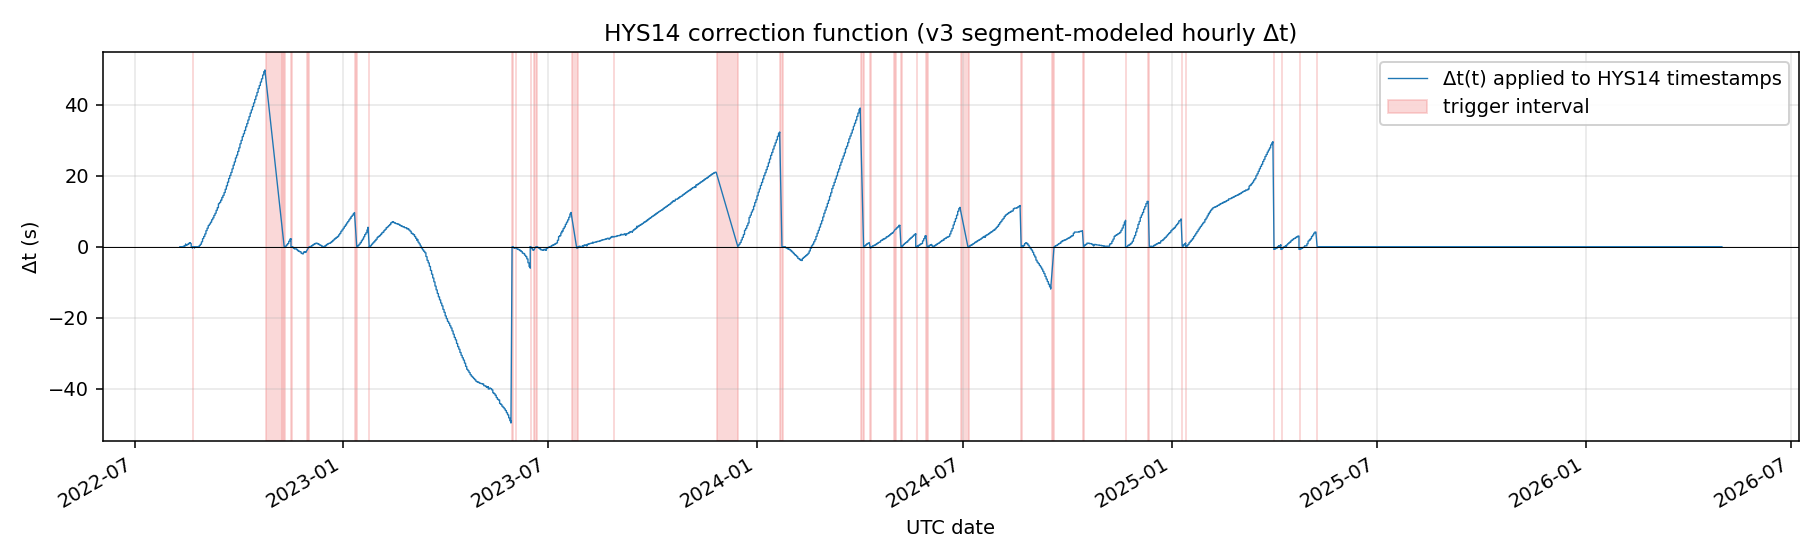 HYS14 correction function (v3 segment-modeled hourly Δt)
Δt(t) applied to HYS14 timestamps
trigger interval
Δt (s)
40
20
0
−20
−40
2022-07
2023-01
2023-07
2024-01
2024-07
2025-01
2025-07
2026-01
2026-07
UTC date